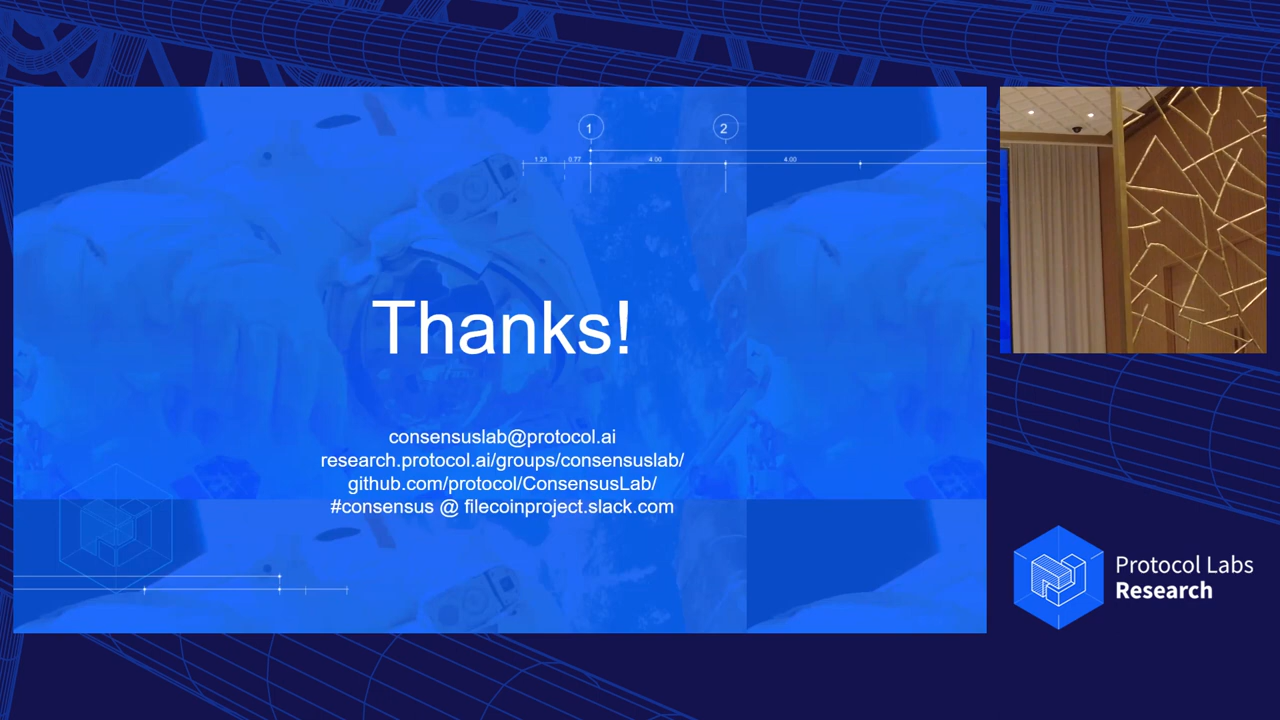 1
2
1.23
0.77
4.00
4.00
Thanks!
consensuslab@protocol.ai
research.protocol.ai/groups/consensuslab/
github.com/protocol/ConsensusLab/
#consensus @ filecoinproject.slack.com
Protocol Labs
Research